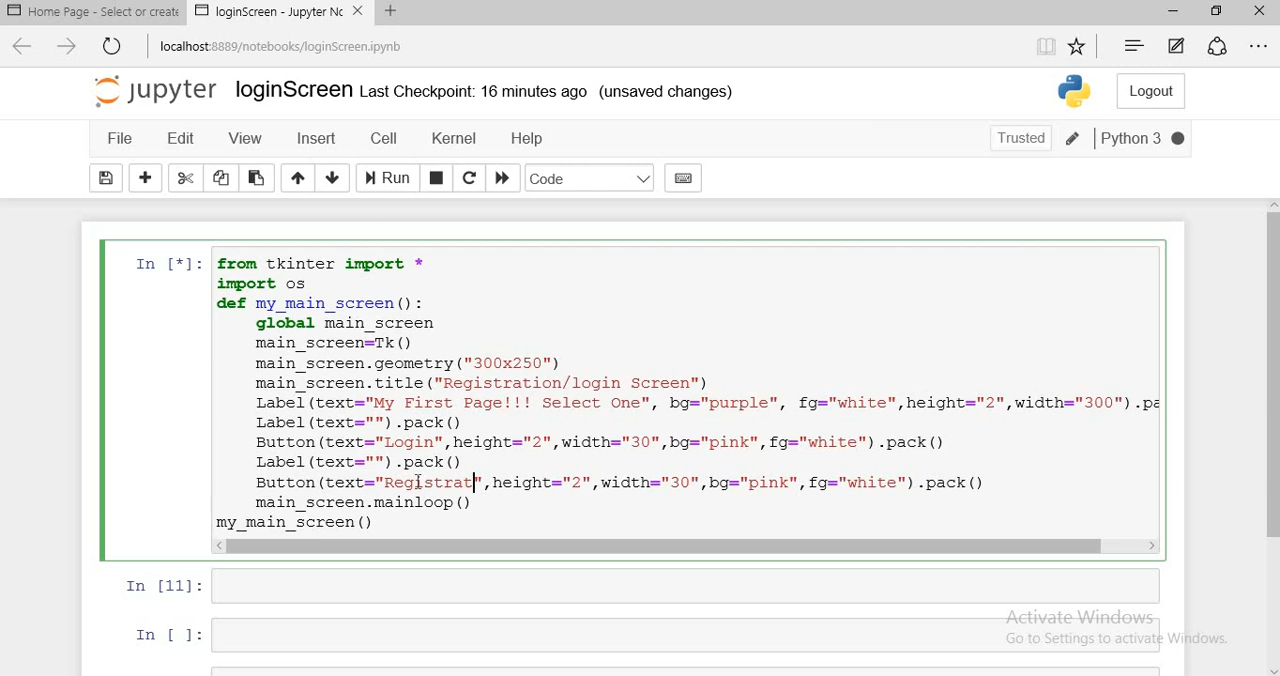 Home Page - Select or create
loginScreen - Jupyter No
localhost:8889/notebooks/loginScreen.ipynb
jupyter loginScreen Last Checkpoint: 16 minutes ago (unsaved changes)
Logout
File Edit View Insert Cell Kernel Help
Trusted Python 3
Run Code
In [*]:
from tkinter import *
import os
def my_main_screen():
    global main_screen
    main_screen=Tk()
    main_screen.geometry("300x250")
    main_screen.title("Registration/login Screen")
    Label(text="My First Page!!! Select One", bg="purple", fg="white",height="2",width="300").pa
    Label(text="").pack()
    Button(text="Login",height="2",width="30",bg="pink",fg="white").pack()
    Label(text="").pack()
    Button(text="Registrat",height="2",width="30",bg="pink",fg="white").pack()
    main_screen.mainloop()
my_main_screen()
In [11]:
In [ ]:
Activate Windows
Go to Settings to activate Windows.